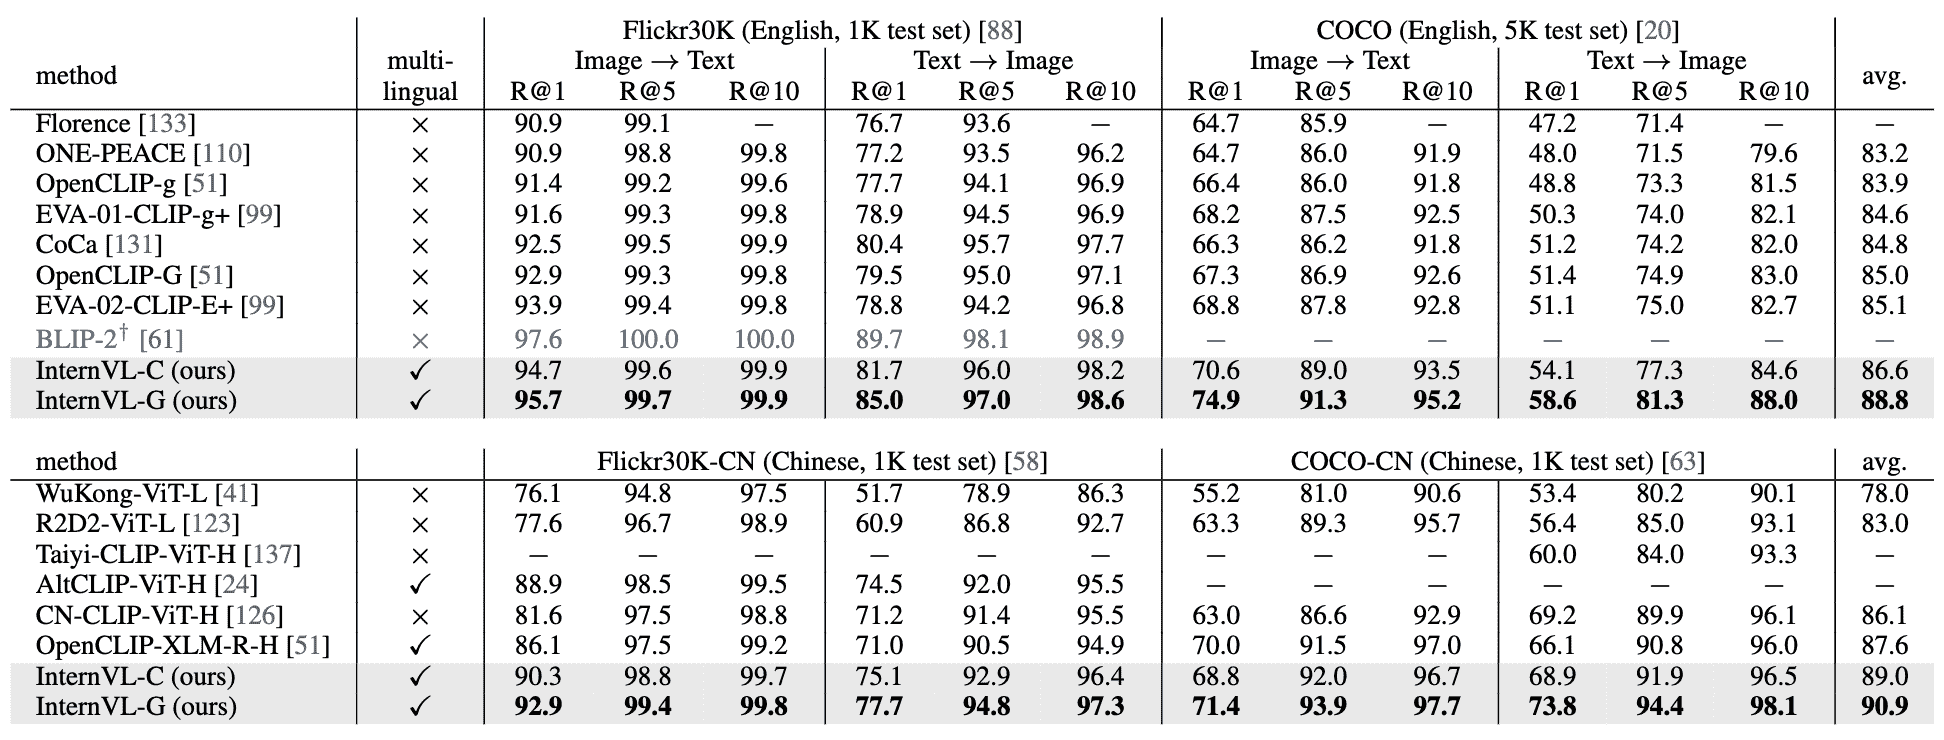 Flickr30K (English, 1K test set) [88] COCO (English, 5K test set) [20]
method multi-lingual Image → Text Text → Image Image → Text Text → Image avg.
R@1 R@5 R@10 R@1 R@5 R@10 R@1 R@5 R@10 R@1 R@5 R@10
Florence [133] × 90.9 99.1 — 76.7 93.6 — 64.7 85.9 — 47.2 71.4 — —
ONE-PEACE [110] × 90.9 98.8 99.8 77.2 93.5 96.2 64.7 86.0 91.9 48.0 71.5 79.6 83.2
OpenCLIP-g [51] × 91.4 99.2 99.6 77.7 94.1 96.9 66.4 86.0 91.8 48.8 73.3 81.5 83.9
EVA-01-CLIP-g+ [99] × 91.6 99.3 99.8 78.9 94.5 96.9 68.2 87.5 92.5 50.3 74.0 82.1 84.6
CoCa [131] × 92.5 99.5 99.9 80.4 95.7 97.7 66.3 86.2 91.8 51.2 74.2 82.0 84.8
OpenCLIP-G [51] × 92.9 99.3 99.8 79.5 95.0 97.1 67.3 86.9 92.6 51.4 74.9 83.0 85.0
EVA-02-CLIP-E+ [99] × 93.9 99.4 99.8 78.8 94.2 96.8 68.8 87.8 92.8 51.1 75.0 82.7 85.1
BLIP-2† [61] × 97.6 100.0 100.0 89.7 98.1 98.9 — — — — — — —
InternVL-C (ours) ✓ 94.7 99.6 99.9 81.7 96.0 98.2 70.6 89.0 93.5 54.1 77.3 84.6 86.6
InternVL-G (ours) ✓ 95.7 99.7 99.9 85.0 97.0 98.6 74.9 91.3 95.2 58.6 81.3 88.0 88.8
method Flickr30K-CN (Chinese, 1K test set) [58] COCO-CN (Chinese, 1K test set) [63] avg.
WuKong-ViT-L [41] × 76.1 94.8 97.5 51.7 78.9 86.3 55.2 81.0 90.6 53.4 80.2 90.1 78.0
R2D2-ViT-L [123] × 77.6 96.7 98.9 60.9 86.8 92.7 63.3 89.3 95.7 56.4 85.0 93.1 83.0
Taiyi-CLIP-ViT-H [137] × — — — — — — — — — 60.0 84.0 93.3 —
AltCLIP-ViT-H [24] ✓ 88.9 98.5 99.5 74.5 92.0 95.5 — — — — — — —
CN-CLIP-ViT-H [126] × 81.6 97.5 98.8 71.2 91.4 95.5 63.0 86.6 92.9 69.2 89.9 96.1 86.1
OpenCLIP-XLM-R-H [51] ✓ 86.1 97.5 99.2 71.0 90.5 94.9 70.0 91.5 97.0 66.1 90.8 96.0 87.6
InternVL-C (ours) ✓ 90.3 98.8 99.7 75.1 92.9 96.4 68.8 92.0 96.7 68.9 91.9 96.5 89.0
InternVL-G (ours) ✓ 92.9 99.4 99.8 77.7 94.8 97.3 71.4 93.9 97.7 73.8 94.4 98.1 90.9